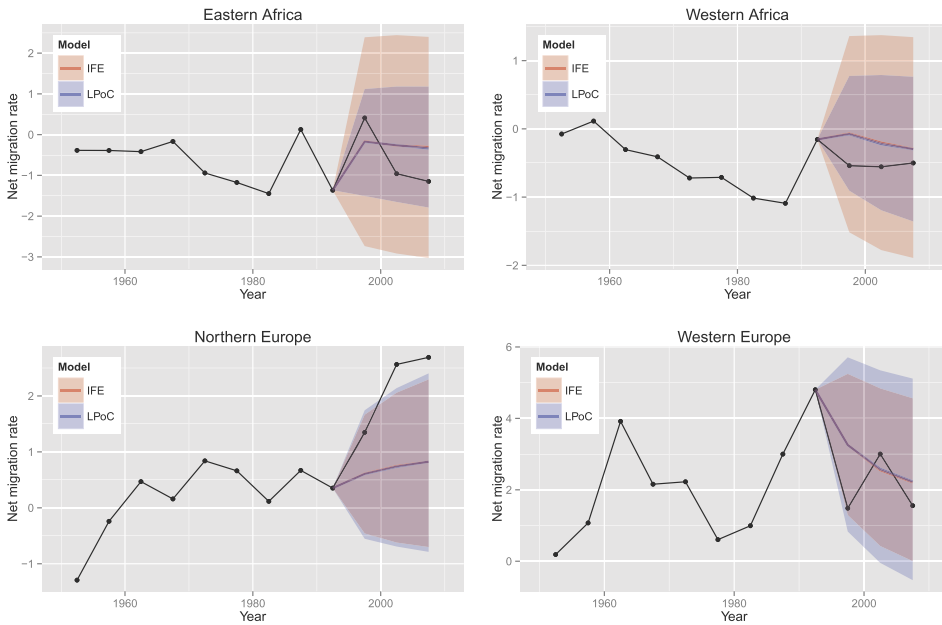 Eastern Africa
Net migration rate
Model
IFE
LPoC
2
1
0
−1
−2
−3
1960
1980
2000
Year
Western Africa
Net migration rate
Model
IFE
LPoC
1
0
−1
−2
1960
1980
2000
Year
Northern Europe
Net migration rate
Model
IFE
LPoC
2
1
0
−1
1960
1980
2000
Year
Western Europe
Net migration rate
Model
IFE
LPoC
6
4
2
0
1960
1980
2000
Year